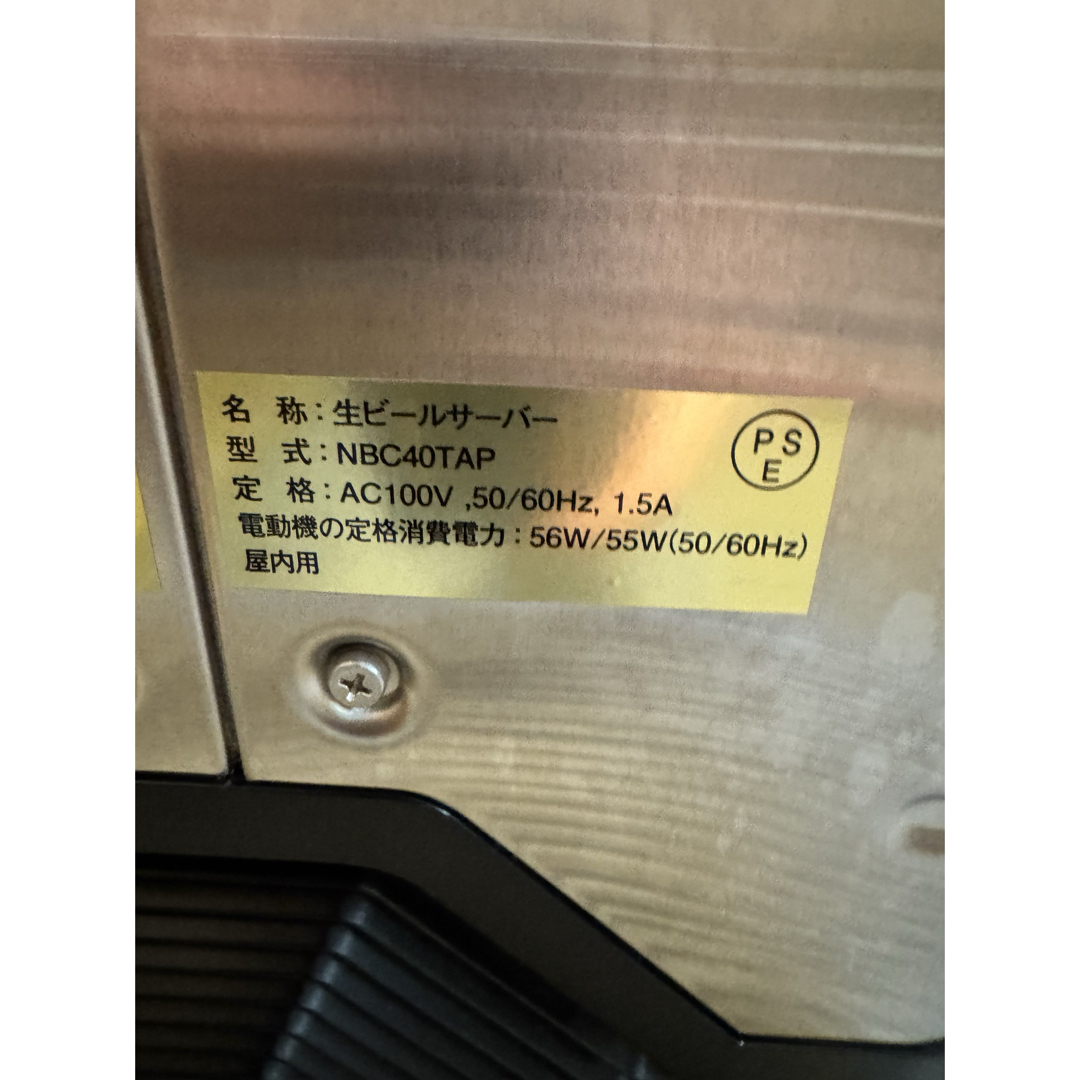 名 称：生ビールサーバー
型 式：NBC40TAP
定 格：AC100V ,50/60Hz, 1.5A
電動機の定格消費電力：56W/55W(50/60Hz)
屋内用
PS
E